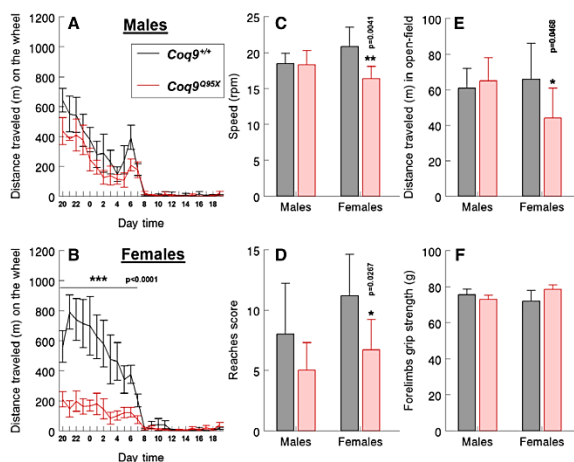 A
Males
Distance traveled (m) on the wheel
1200
1000
800
600
400
200
0
Coq9+/+
Coq9Q95X
20 22 0 2 4 6 8 10 12 14 16 18
Day time
C
Speed (rpm)
25
20
15
10
5
0
p=0.0041
**
Males Females
E
Distance traveled (m) in open-field
100
80
60
40
20
0
p=0.0468
*
Males Females
B
Females
Distance traveled (m) on the wheel
1200
1000
800
600
400
200
0
*** p<0.0001
20 22 0 2 4 6 8 10 12 14 16 18
Day time
D
Reaches score
15
10
5
0
p=0.0267
*
Males Females
F
Forelimbs grip strength (g)
100
80
60
40
20
0
Males Females